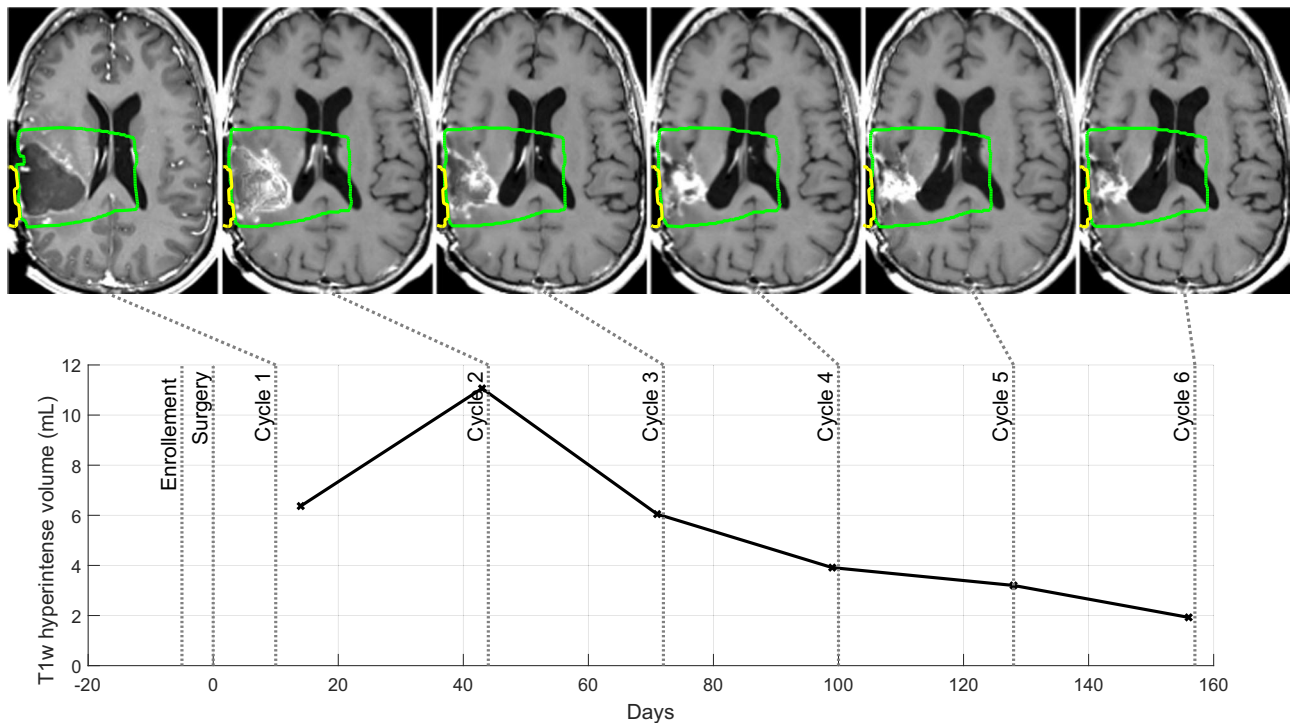 T1w hyperintense volume (mL)
12
10
8
6
4
2
0
Enrollement
Surgery
Cycle 1
Cycle 2
Cycle 3
Cycle 4
Cycle 5
Cycle 6
-20
0
20
40
60
80
100
120
140
160
Days